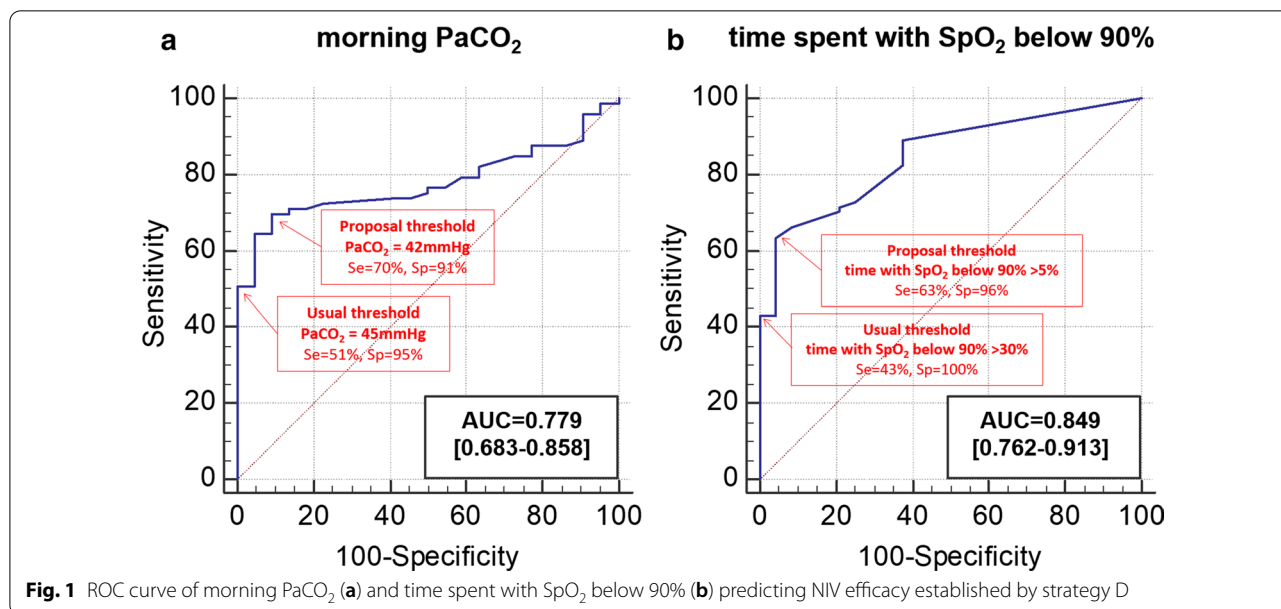 a morning PaCO₂
100
80
60
40
20
0
Sensitivity
0 20 40 60 80 100
100-Specificity
Proposal threshold
PaCO₂ = 42mmHg
Se=70%, Sp=91%
Usual threshold
PaCO₂ = 45mmHg
Se=51%, Sp=95%
AUC=0.779
[0.683-0.858]
b time spent with SpO₂ below 90%
100
80
60
40
20
0
Sensitivity
0 20 40 60 80 100
100-Specificity
Proposal threshold
time with SpO₂ below 90% >5%
Se=63%, Sp=96%
Usual threshold
time with SpO₂ below 90% >30%
Se=43%, Sp=100%
AUC=0.849
[0.762-0.913]
Fig. 1 ROC curve of morning PaCO₂ (a) and time spent with SpO₂ below 90% (b) predicting NIV efficacy established by strategy D